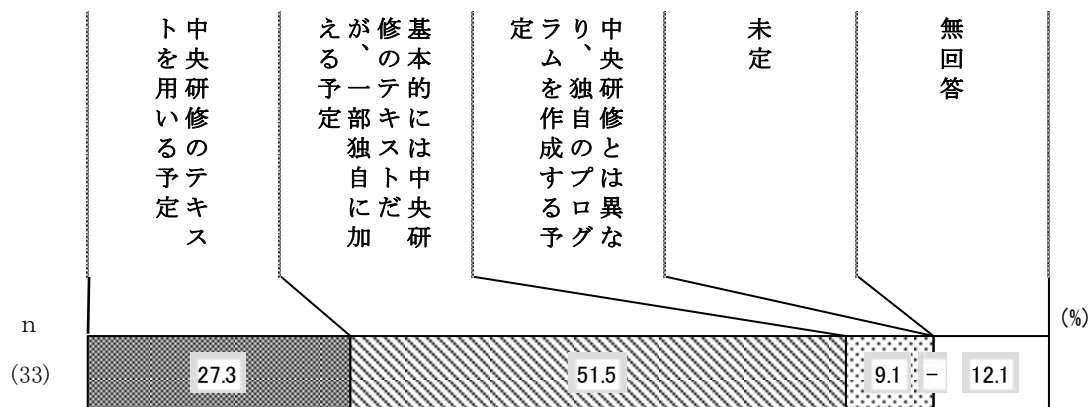 中央研修のテキス
トを用いる予定
基本的には中央研
修のテキストだ
が、一部独自に加
える予定
中央研修とは異な
り、独自のプログ
ラムを作成する予
定
未定
無回答
(%)
n
(33)
27.3
51.5
9.1
-
12.1